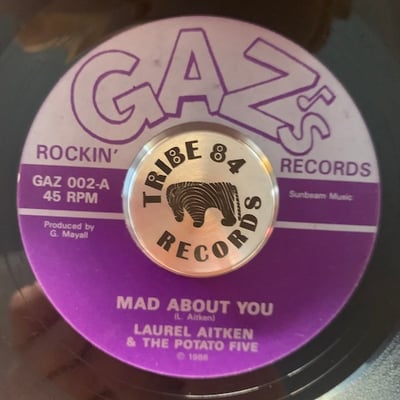 GAZ's
ROCKIN'
RECORDS
GAZ 002-A
45 RPM
Sunbeam Music
Produced by
G. Mayall
TRIBE 84
RECORDS
MAD ABOUT YOU
(L. Aitken)
LAUREL AITKEN
& THE POTATO FIVE
© 1986